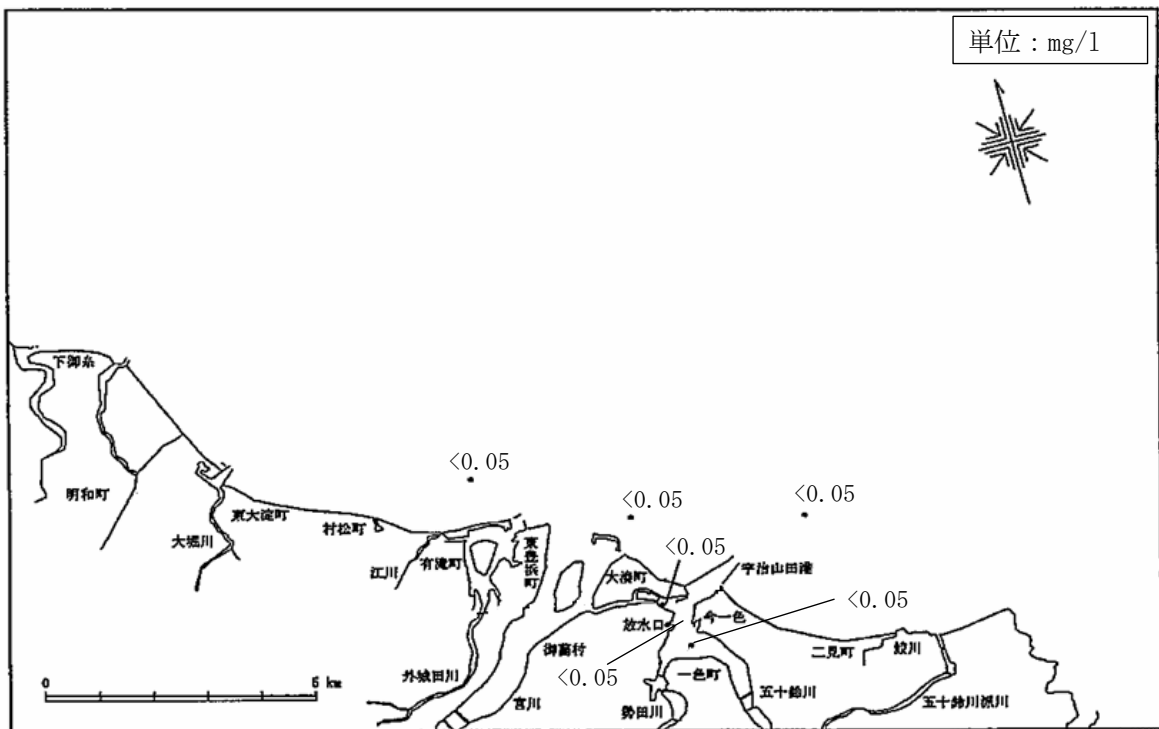 単位：mg/l
下御糸
<0.05
<0.05
<0.05
明和町
東大淀町
村松町
大堀川
江川
有滝町
東豊浜町
大湊町
<0.05
宇治山田港
<0.05
放水口
今一色
御薗村
<0.05
二見町
鮫川
外城田川
宮川
一色町
勢田川
五十鈴川
五十鈴川派川
0
5 km